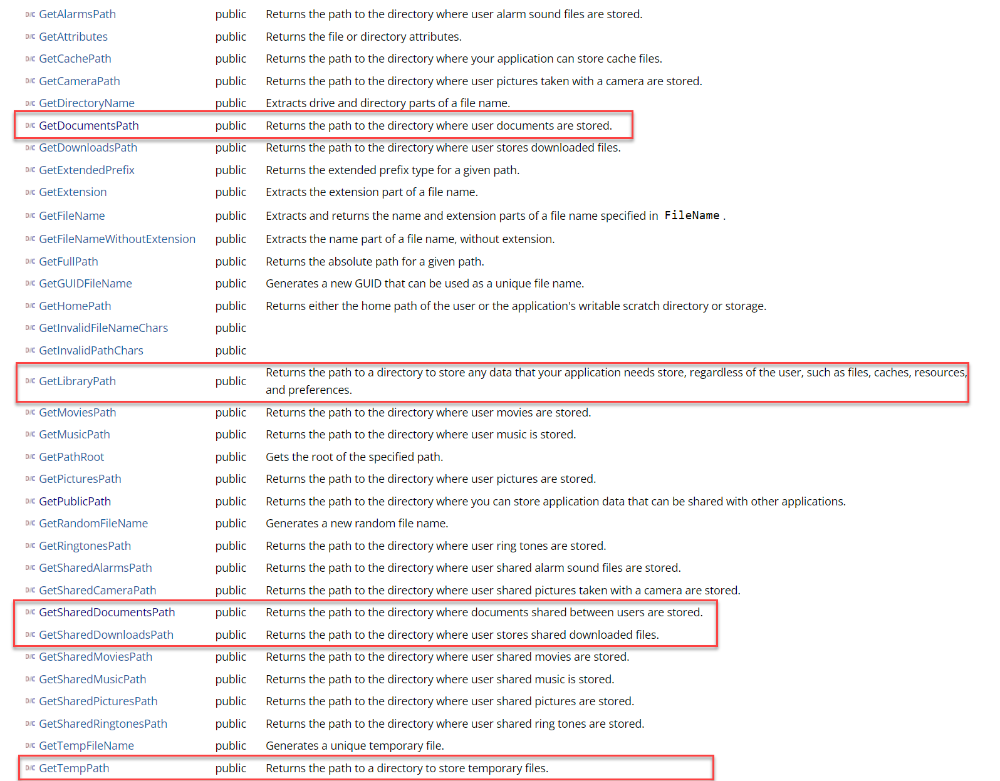 D/C GetAlarmsPath public Returns the path to the directory where user alarm sound files are stored.
D/C GetAttributes public Returns the file or directory attributes.
D/C GetCachePath public Returns the path to the directory where your application can store cache files.
D/C GetCameraPath public Returns the path to the directory where user pictures taken with a camera are stored.
D/C GetDirectoryName public Extracts drive and directory parts of a file name.
D/C GetDocumentsPath public Returns the path to the directory where user documents are stored.
D/C GetDownloadsPath public Returns the path to the directory where user stores downloaded files.
D/C GetExtendedPrefix public Returns the extended prefix type for a given path.
D/C GetExtension public Extracts the extension part of a file name.
D/C GetFileName public Extracts and returns the name and extension parts of a file name specified in FileName .
D/C GetFileNameWithoutExtension public Extracts the name part of a file name, without extension.
D/C GetFullPath public Returns the absolute path for a given path.
D/C GetGUIDFileName public Generates a new GUID that can be used as a unique file name.
D/C GetHomePath public Returns either the home path of the user or the application's writable scratch directory or storage.
D/C GetInvalidFileNameChars public
D/C GetInvalidPathChars public
D/C GetLibraryPath public Returns the path to a directory to store any data that your application needs store, regardless of the user, such as files, caches, resources,
and preferences.
D/C GetMoviesPath public Returns the path to the directory where user movies are stored.
D/C GetMusicPath public Returns the path to the directory where user music is stored.
D/C GetPathRoot public Gets the root of the specified path.
D/C GetPicturesPath public Returns the path to the directory where user pictures are stored.
D/C GetPublicPath public Returns the path to the directory where you can store application data that can be shared with other applications.
D/C GetRandomFileName public Generates a new random file name.
D/C GetRingtonesPath public Returns the path to the directory where user ring tones are stored.
D/C GetSharedAlarmsPath public Returns the path to the directory where user shared alarm sound files are stored.
D/C GetSharedCameraPath public Returns the path to the directory where user shared pictures taken with a camera are stored.
D/C GetSharedDocumentsPath public Returns the path to the directory where documents shared between users are stored.
D/C GetSharedDownloadsPath public Returns the path to the directory where user stores shared downloaded files.
D/C GetSharedMoviesPath public Returns the path to the directory where user shared movies are stored.
D/C GetSharedMusicPath public Returns the path to the directory where user shared music is stored.
D/C GetSharedPicturesPath public Returns the path to the directory where user shared pictures are stored.
D/C GetSharedRingtonesPath public Returns the path to the directory where user shared ring tones are stored.
D/C GetTempFileName public Generates a unique temporary file.
D/C GetTempPath public Returns the path to a directory to store temporary files.